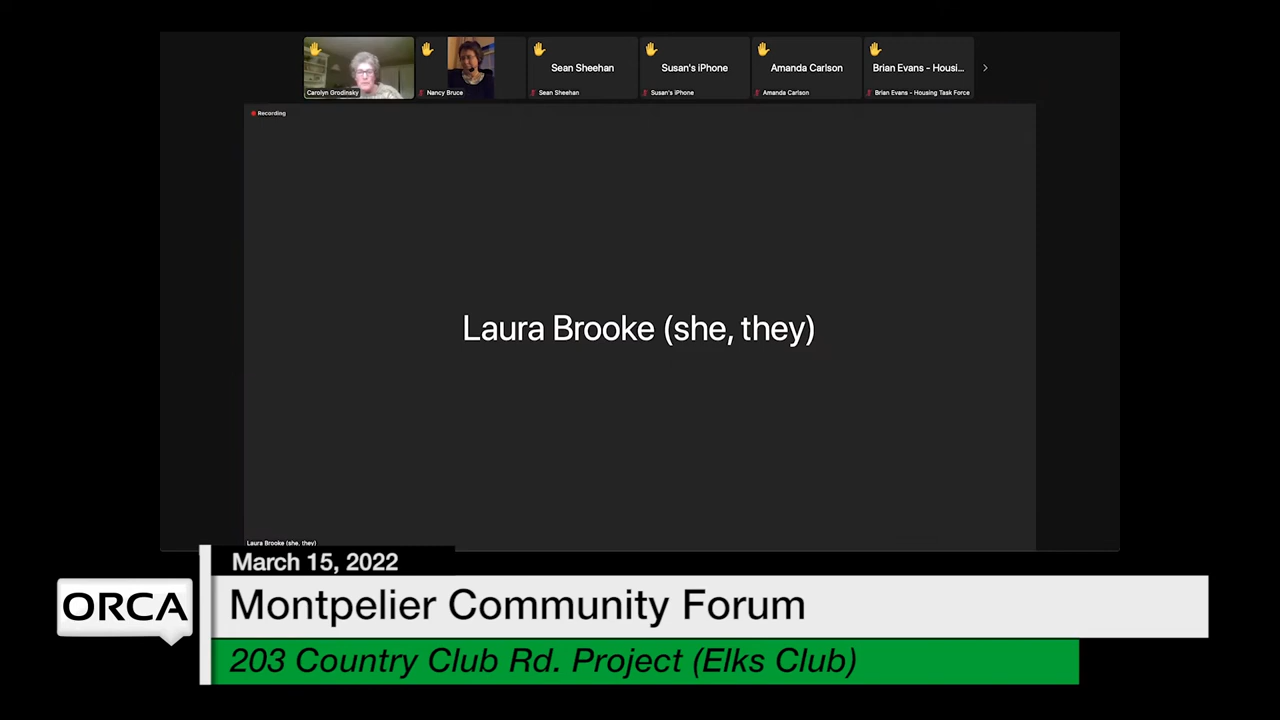 Sean Sheehan
Susan's iPhone
Amanda Carlson
Brian Evans - Housi...
Carolyn Grodinsky
Nancy Bruce
Sean Sheehan
Susan's iPhone
Amanda Carlson
Brian Evans - Housing Task Force
Recording
Laura Brooke (she, they)
Laura Brooke (she, they)
March 15, 2022
ORCA
Montpelier Community Forum
203 Country Club Rd. Project (Elks Club)